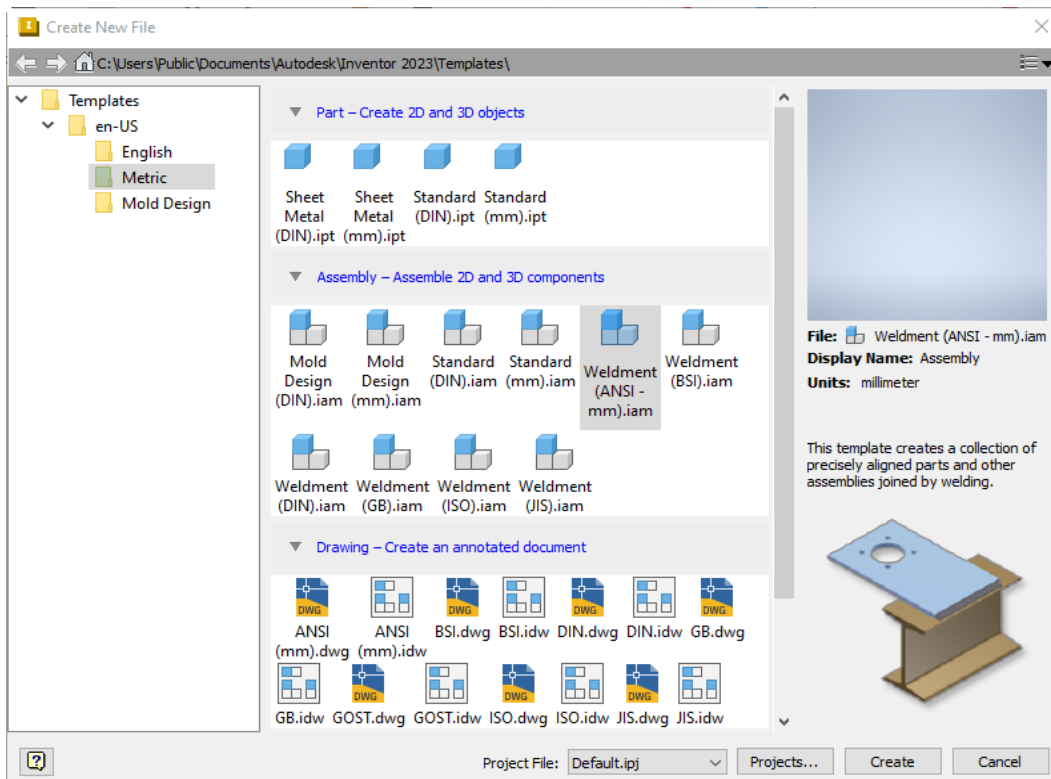 Create New File
C:\Users\Public\Documents\Autodesk\Inventor 2023\Templates\
Templates
en-US
English
Metric
Mold Design
Part – Create 2D and 3D objects
Sheet Metal (DIN).ipt
Sheet Metal (mm).ipt
Standard (DIN).ipt
Standard (mm).ipt
Assembly – Assemble 2D and 3D components
Mold Design (DIN).iam
Mold Design (mm).iam
Standard (DIN).iam
Standard (mm).iam
Weldment (ANSI - mm).iam
Weldment (BSI).iam
Weldment (DIN).iam
Weldment (GB).iam
Weldment (ISO).iam
Weldment (JIS).iam
Drawing – Create an annotated document
DWG
DWG
DWG
DWG
ANSI (mm).dwg
ANSI (mm).idw
BSI.dwg
BSI.idw
DIN.dwg
DIN.idw
GB.dwg
DWG
DWG
DWG
GB.idw
GOST.dwg
GOST.idw
ISO.dwg
ISO.idw
JIS.dwg
JIS.idw
File: Weldment (ANSI - mm).iam
Display Name: Assembly
Units: millimeter
This template creates a collection of
precisely aligned parts and other
assemblies joined by welding.
Project File: Default.ipj
Projects...
Create
Cancel